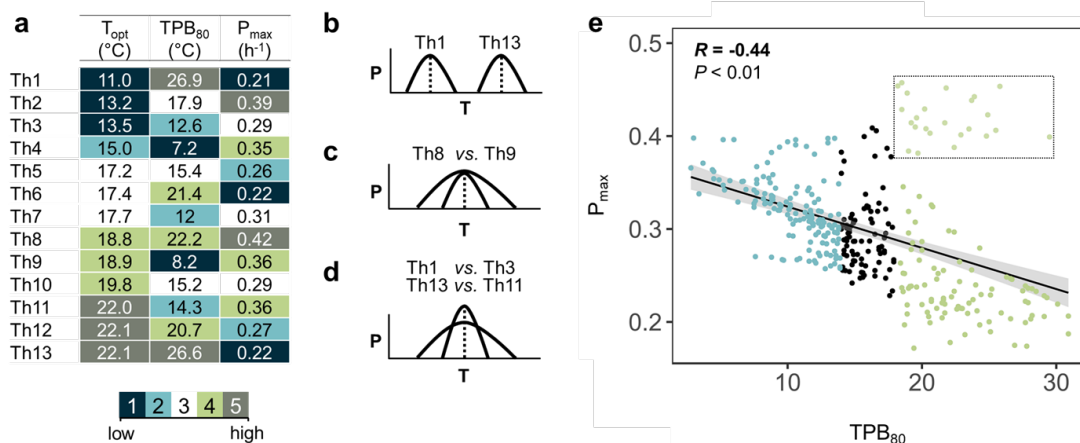 a
T_opt TPB_80 P_max
(°C) (°C) (h⁻¹)
Th1 11.0 26.9 0.21
Th2 13.2 17.9 0.39
Th3 13.5 12.6 0.29
Th4 15.0 7.2 0.35
Th5 17.2 15.4 0.26
Th6 17.4 21.4 0.22
Th7 17.7 12 0.31
Th8 18.8 22.2 0.42
Th9 18.9 8.2 0.36
Th10 19.8 15.2 0.29
Th11 22.0 14.3 0.36
Th12 22.1 20.7 0.27
Th13 22.1 26.6 0.22
1 2 3 4 5
low high
b
Th1 Th13
P
T
c
Th8 vs. Th9
P
T
d
Th1 vs. Th3
Th13 vs. Th11
P
T
e
R = -0.44
P < 0.01
P_max
0.5
0.4
0.3
0.2
10 20 30
TPB_80